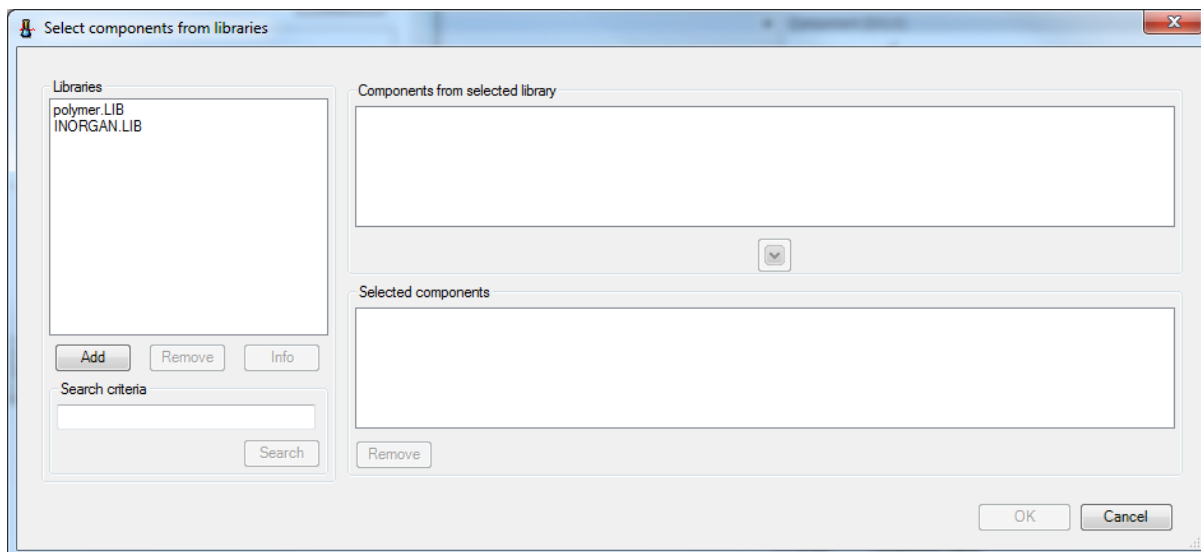 Select components from libraries
Libraries
polymer.LIB
INORGAN.LIB
Add
Remove
Info
Search criteria
Search
Components from selected library
Selected components
Remove
OK
Cancel